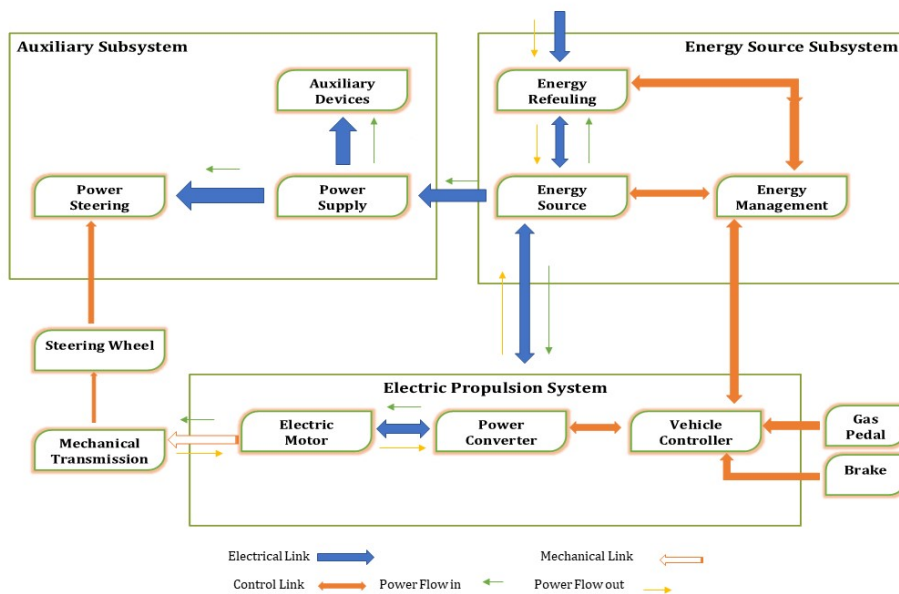 Auxiliary Subsystem
Energy Source Subsystem
Auxiliary
Devices
Energy
Refeuling
Power
Steering
Power
Supply
Energy
Source
Energy
Management
Steering Wheel
Electric Propulsion System
Mechanical
Transmission
Electric
Motor
Power
Converter
Vehicle
Controller
Gas
Pedal
Brake
Electrical Link
Mechanical Link
Control Link
Power Flow in
Power Flow out